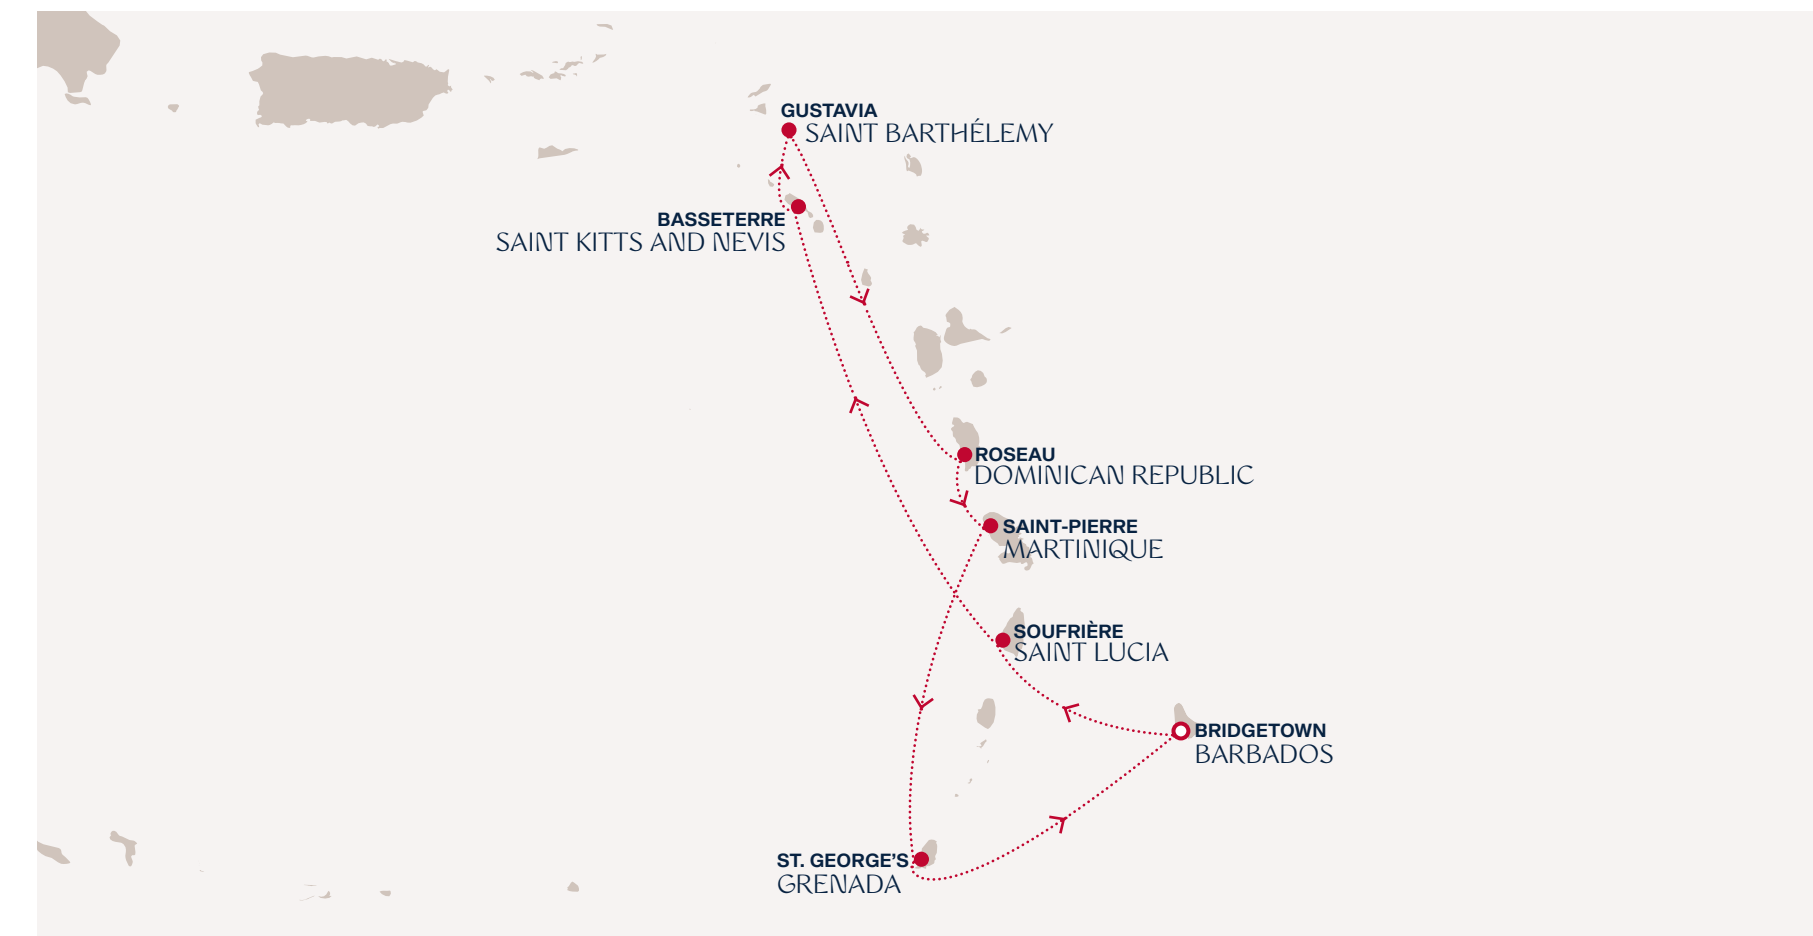 GUSTAVIA
SAINT BARTHÉLEMY
BASSETERRE
SAINT KITTS AND NEVIS
ROSEAU
DOMINICAN REPUBLIC
SAINT-PIERRE
MARTINIQUE
SOUFRIÈRE
SAINT LUCIA
BRIDGETOWN
BARBADOS
ST. GEORGE'S
GRENADA